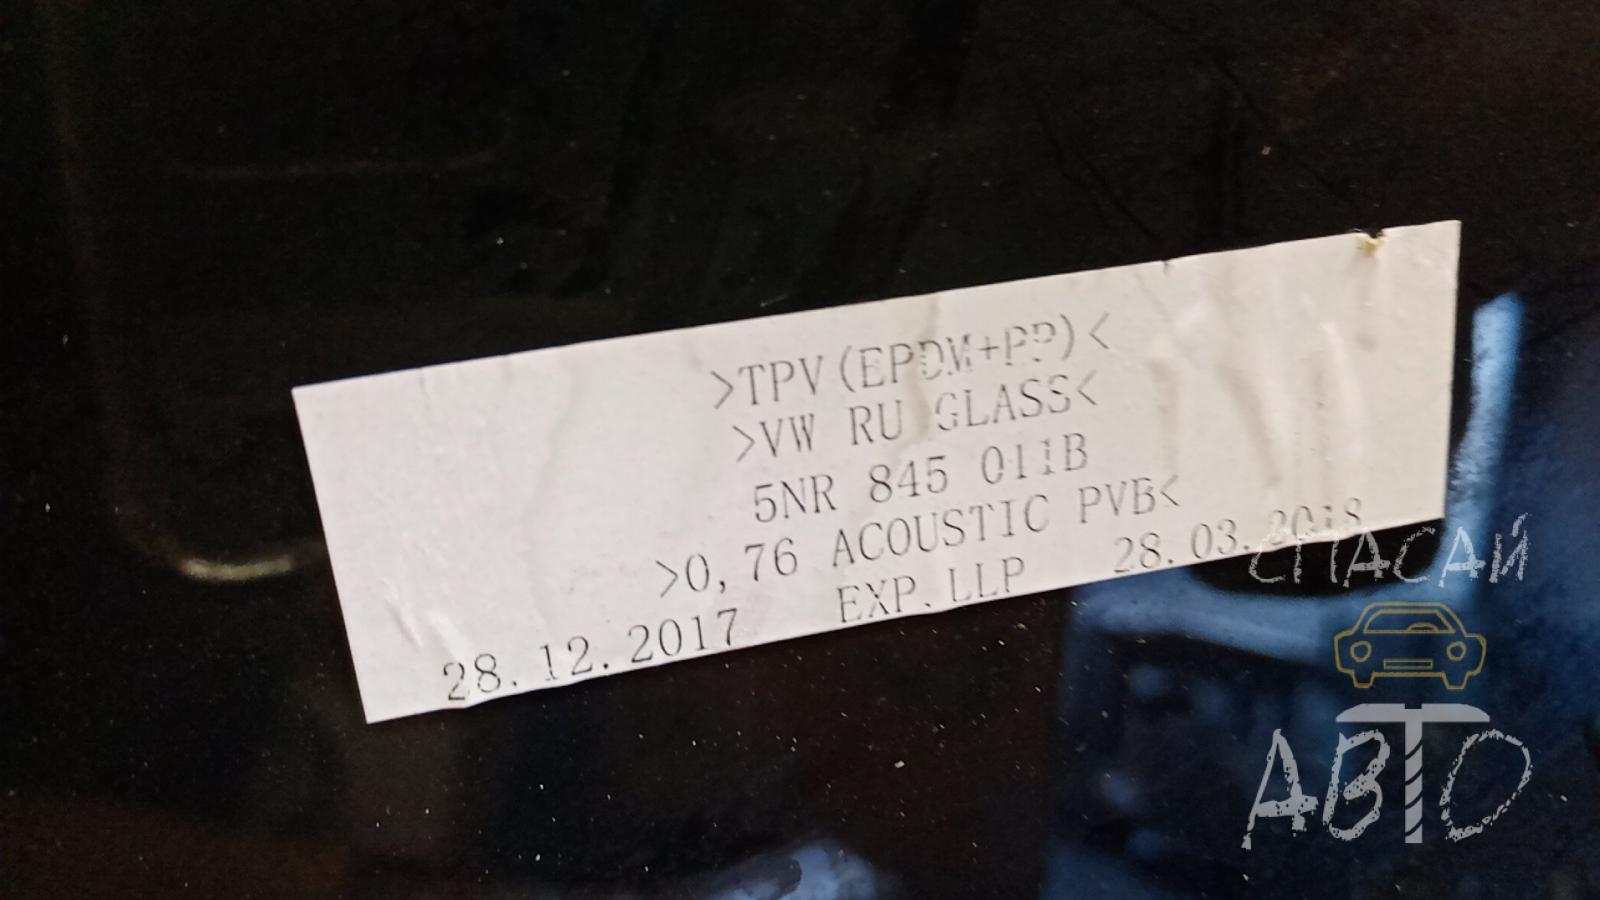 >TPV(EPDM+PP)<
>VW RU GLASS<
5NR 845 011B
>0,76 ACOUSTIC PVB<
28.12.2017 EXP.LLP 28.03.2018
СПАСАЙ
АВТО